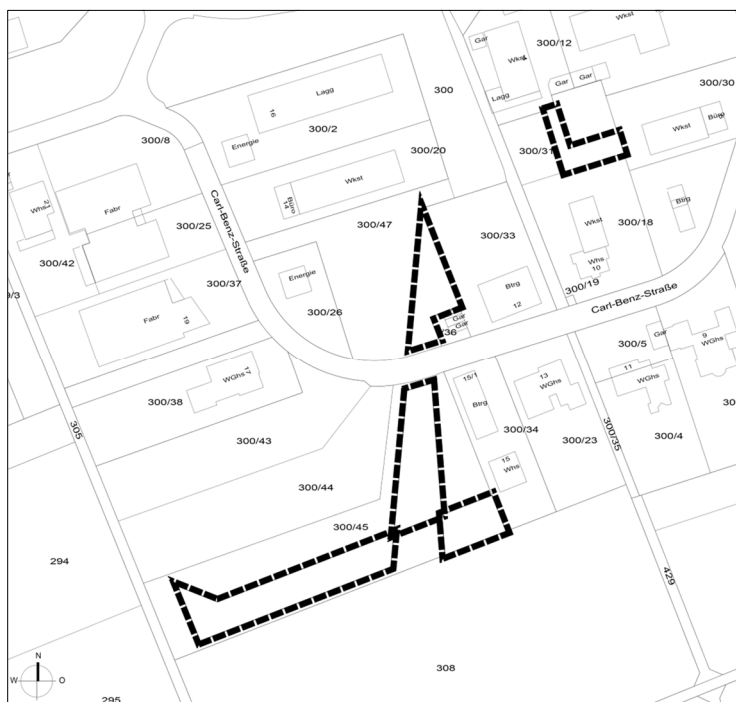 Gar
Wkst
300/12
Wkst
Lagg
16
300/2
300
Gar
Gar
300/30
Lagg
300/8
Energie
300/20
300/31
Wkst
Büro
Wkst
Büro
14
21
Whs
Fabr
300/25
Carl-Benz-Straße
300/47
300/33
Wkst
300/18
Btrg
300/42
Whs
10
300/37
Energie
300/26
Btrg
12
300/19
Carl-Benz-Straße
Fabr
19
Gar
Gar
/36
300/5
Gar
9
WGhs
17
WGhs
15/1
13
WGhs
11
WGhs
300/38
Btrg
300/34
300/23
300/35
300/4
305
300/43
15
Whs
300/44
300/45
294
429
308
N
W
O
295